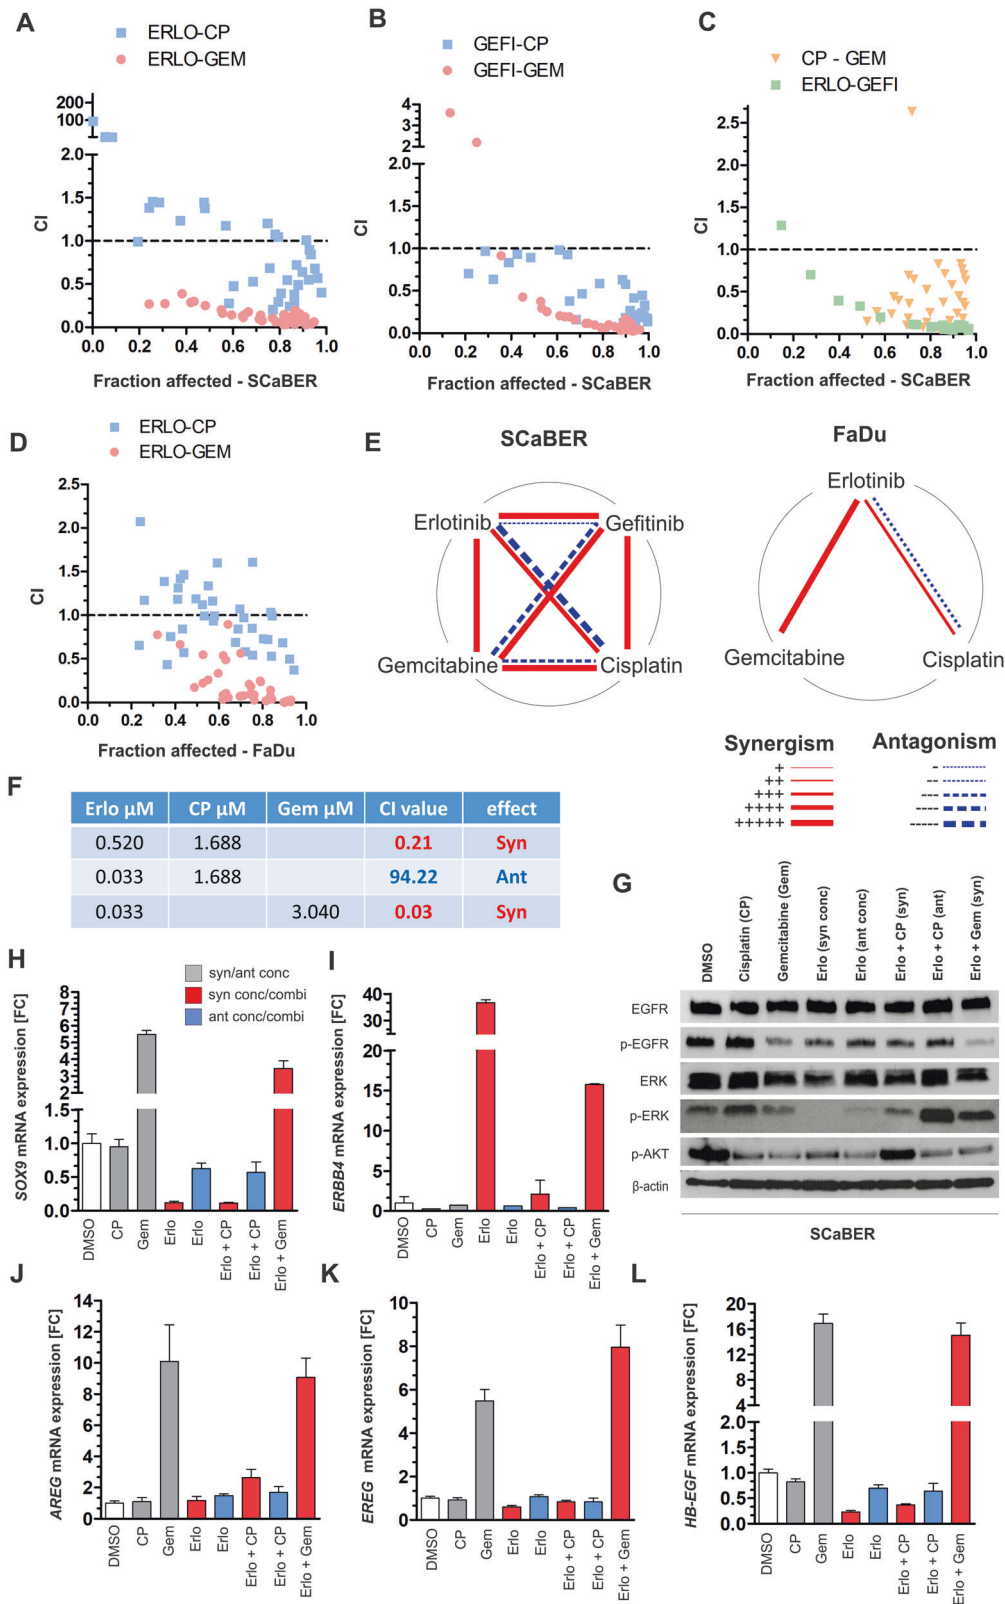 A
ERLO-CP
ERLO-GEM
200
100
2.0
1.5
1.0
0.5
0.0
CI
0.0 0.2 0.4 0.6 0.8 1.0
Fraction affected - SCaBER
B
GEFI-CP
GEFI-GEM
4
3
2
1.0
0.5
0.0
CI
0.0 0.2 0.4 0.6 0.8 1.0
Fraction affected - SCaBER
C
CP - GEM
ERLO-GEFI
2.0
1.5
1.0
0.5
0.0
CI
0.0 0.2 0.4 0.6 0.8 1.0
Fraction affected - SCaBER
D
ERLO-CP
ERLO-GEM
2.5
2.0
1.5
1.0
0.5
0.0
CI
0.0 0.2 0.4 0.6 0.8 1.0
Fraction affected - FaDu
E
SCaBER
Erlotinib
Gefitinib
Gemcitabine
Cisplatin
FaDu
Erlotinib
Gemcitabine
Cisplatin
Synergism
+
++
+++
++++
+++++
Antagonism
-
--
---
----
-----
F
Erlo µM CP µM Gem µM CI value effect
0.520 1.688 0.21 Syn
0.033 1.688 94.22 Ant
0.033 3.040 0.03 Syn
G
DMSO
Cisplatin (CP)
Gemcitabine (Gem)
Erlo (syn conc)
Erlo (ant conc)
Erlo + CP (syn)
Erlo + CP (ant)
Erlo + Gem (syn)
EGFR
p-EGFR
ERK
p-ERK
p-AKT
β-actin
SCaBER
H
syn/ant conc
syn conc/combi
ant conc/combi
SOX9 mRNA expression [FC]
8
7
6
5
4
3
2
1.5
1.0
0.5
0.0
DMSO
CP
Gem
Erlo
Erlo
Erlo + CP
Erlo + CP
Erlo + Gem
I
ERBB4 mRNA expression [FC]
40
30
20
15
10
5
0
DMSO
CP
Gem
Erlo
Erlo
Erlo + CP
Erlo + CP
Erlo + Gem
J
AREG mRNA expression [FC]
14
12
10
8
6
4
2
0
DMSO
CP
Gem
Erlo
Erlo
Erlo + CP
Erlo + CP
Erlo + Gem
K
EREG mRNA expression [FC]
10
8
6
4
2
0
DMSO
CP
Gem
Erlo
Erlo
Erlo + CP
Erlo + CP
Erlo + Gem
L
HB-EGF mRNA expression [FC]
20
16
12
8
4
2.0
1.5
1.0
0.5
0.0
DMSO
CP
Gem
Erlo
Erlo
Erlo + CP
Erlo + CP
Erlo + Gem